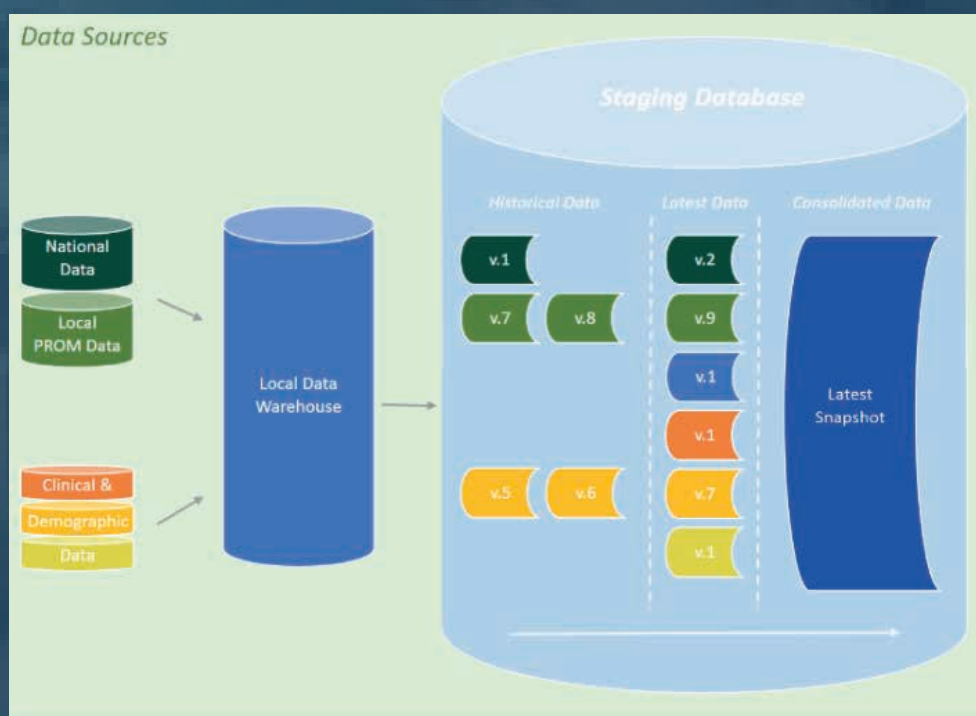 Data Sources
Staging Database
Historical Data
Latest Data
Consolidated Data
National
Data
Local
PROM Data
Clinical &
Demographic
Data
Local Data
Warehouse
v.1
v.2
v.7
v.8
v.9
v.1
v.1
v.5
v.6
v.7
v.1
Latest
Snapshot